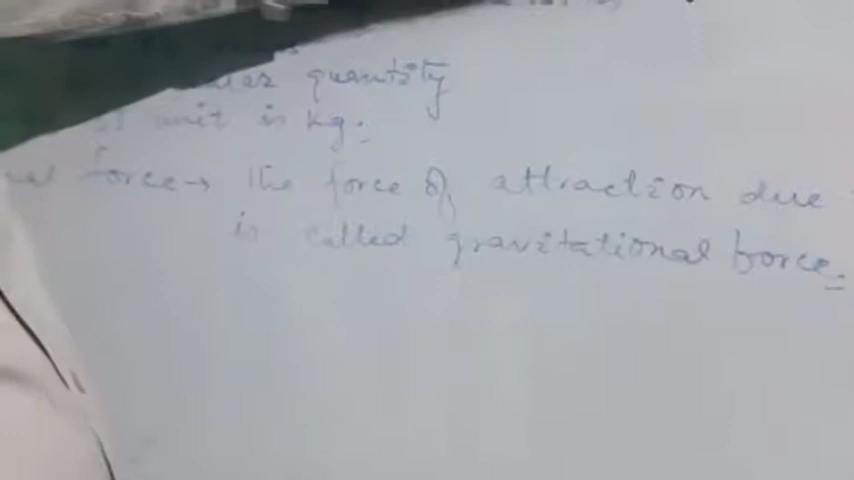 quantity
unit is kg.
force → the force of attraction due
is called gravitational force.